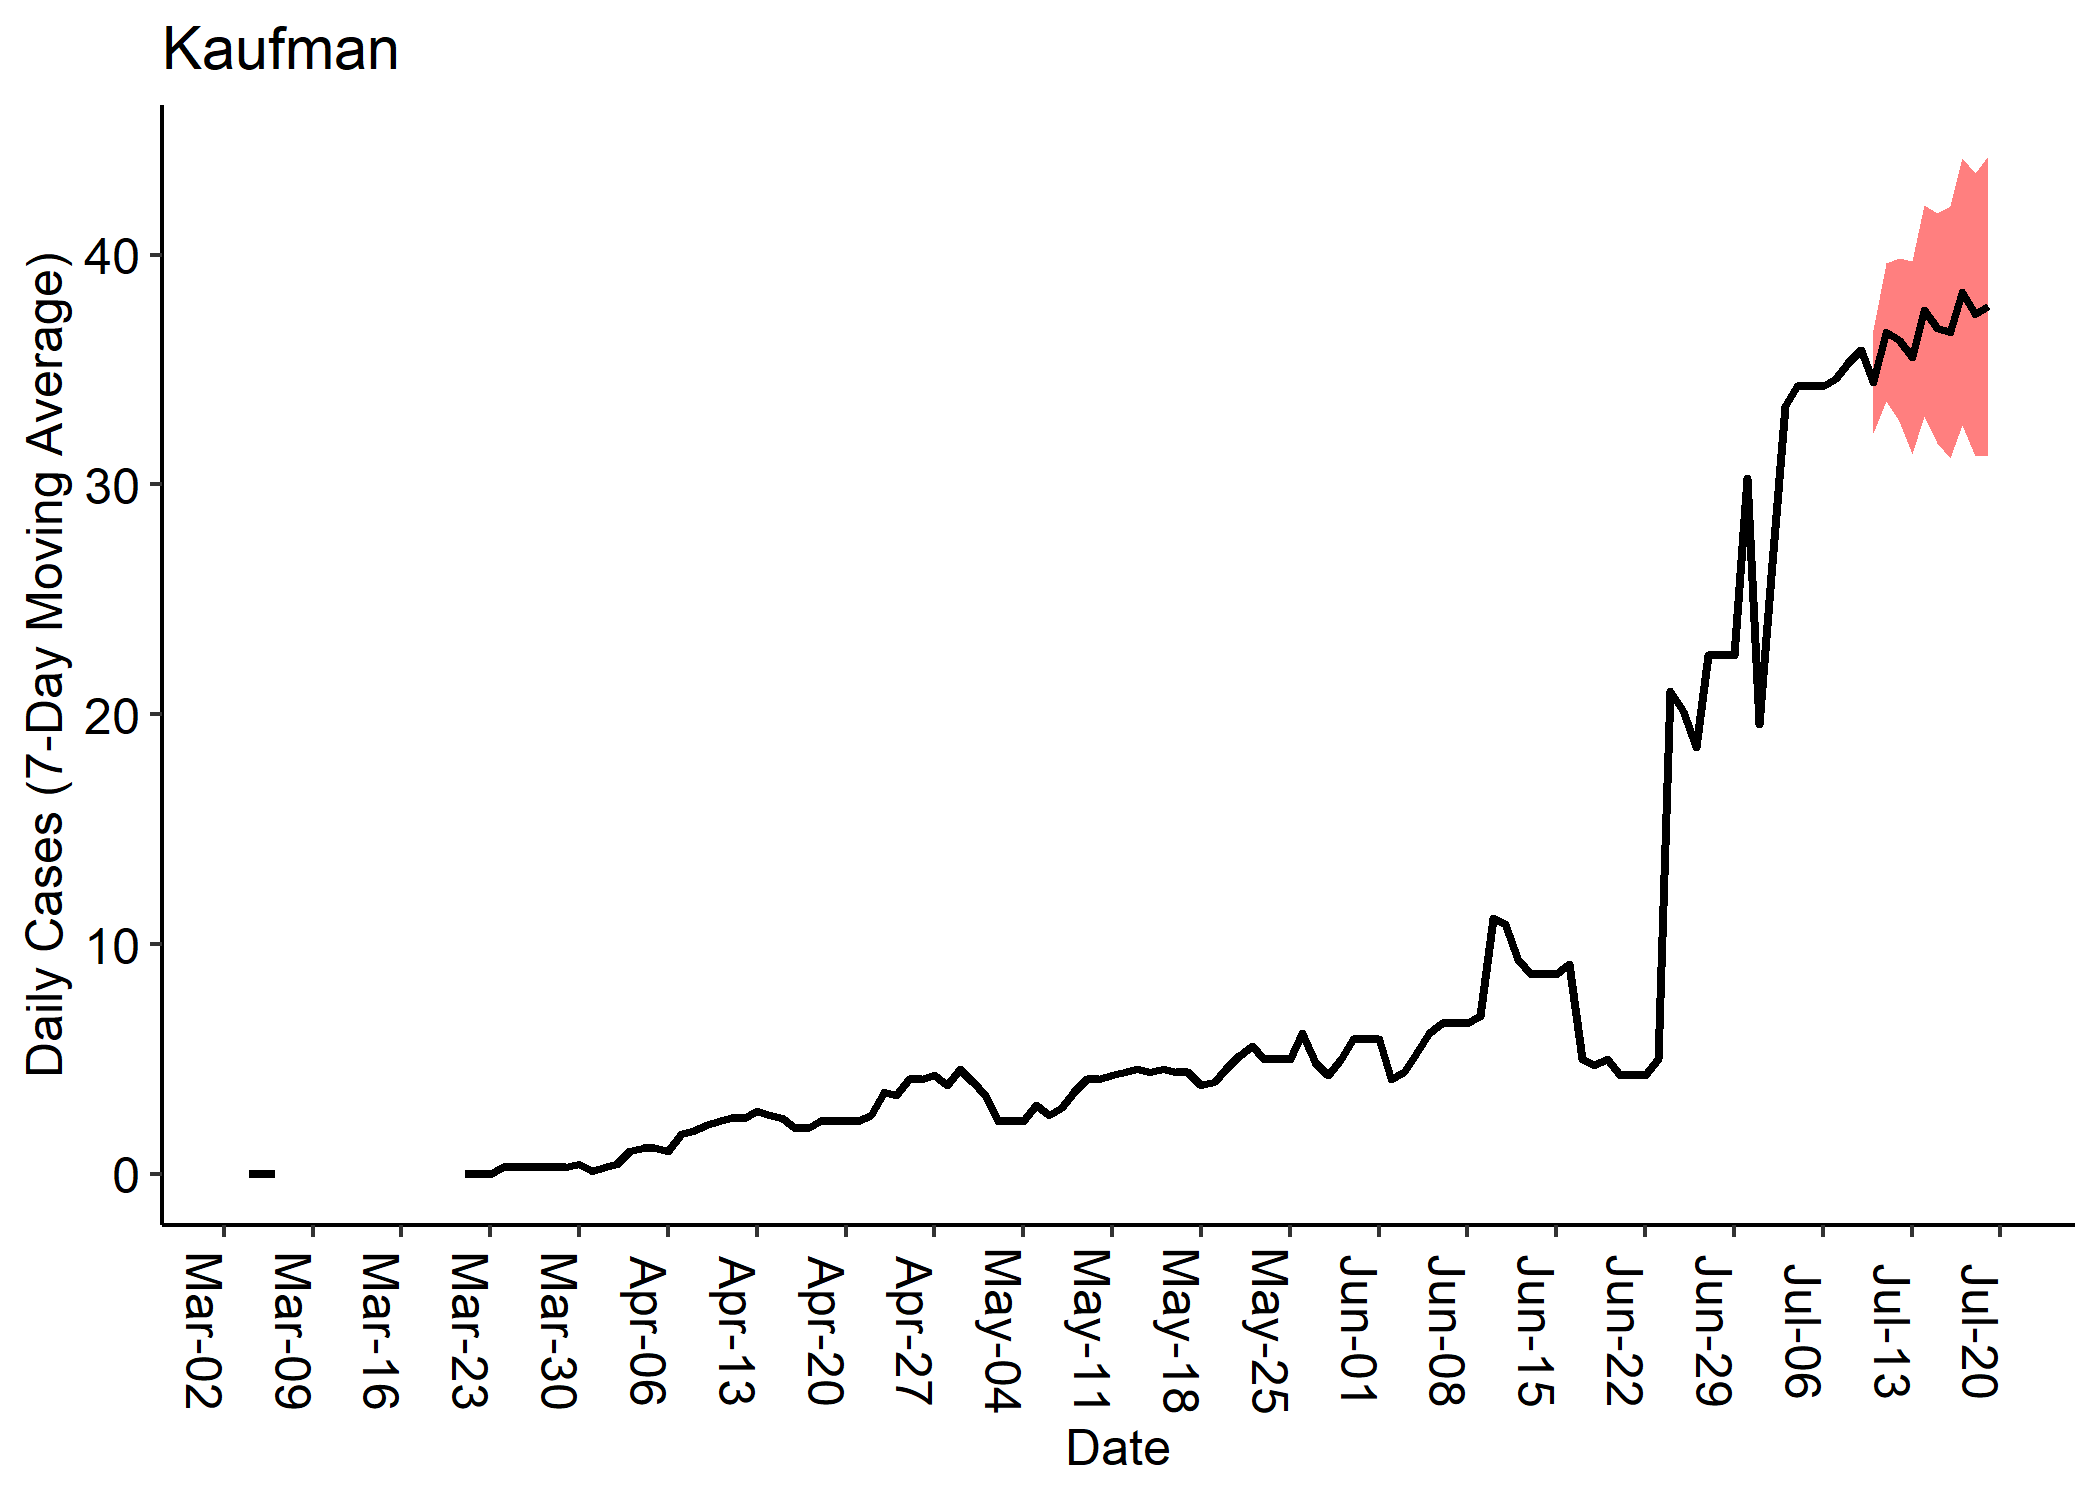 Kaufman
Daily Cases (7-Day Moving Average)
40
30
20
10
0
Mar-02
Mar-09
Mar-16
Mar-23
Mar-30
Apr-06
Apr-13
Apr-20
Apr-27
May-04
May-11
May-18
May-25
Jun-01
Jun-08
Jun-15
Jun-22
Jun-29
Jul-06
Jul-13
Jul-20
Date